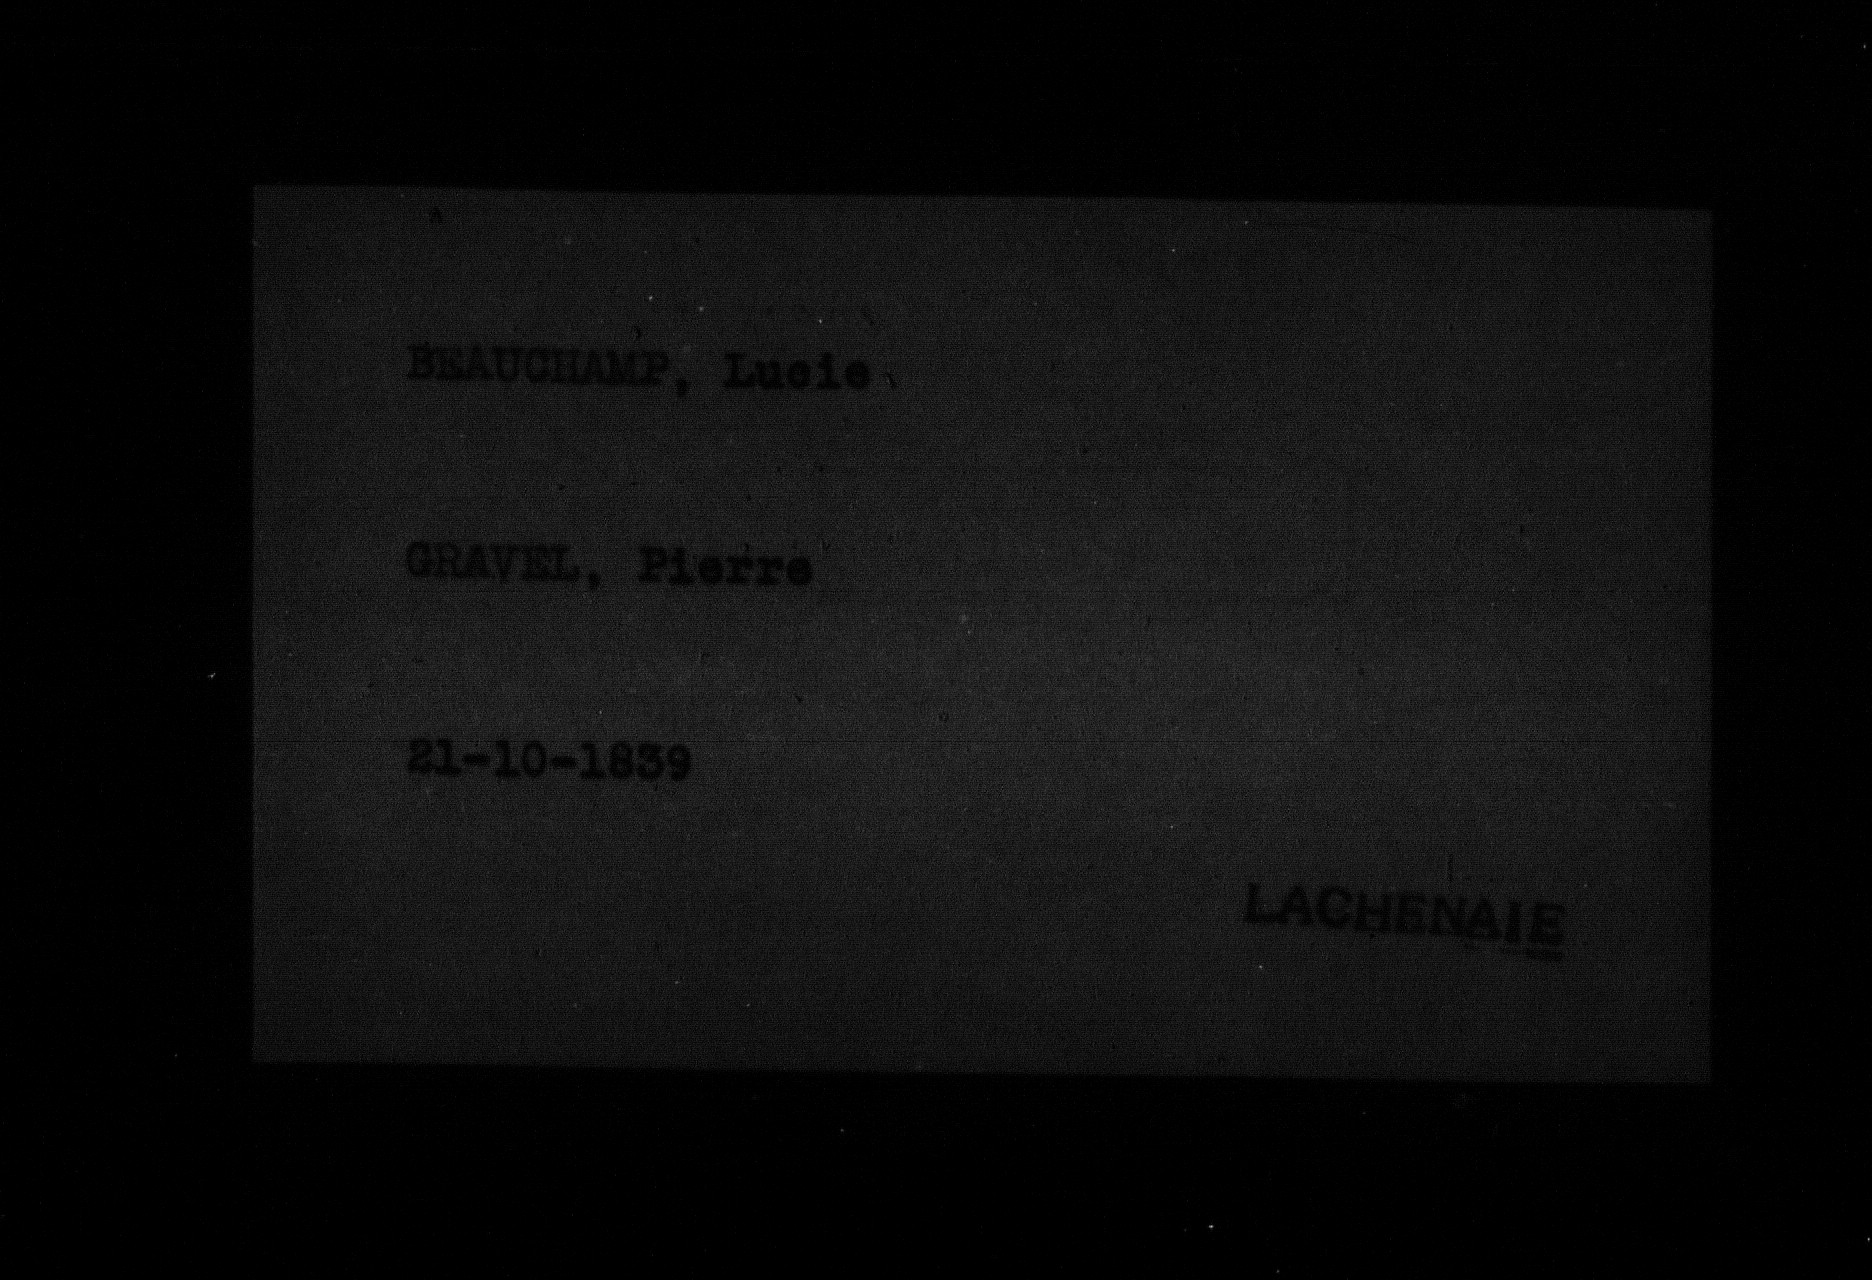 BEAUCHAMP, Lucie
GRAVEL, Pierre
21-10-1839
LACHENAIE